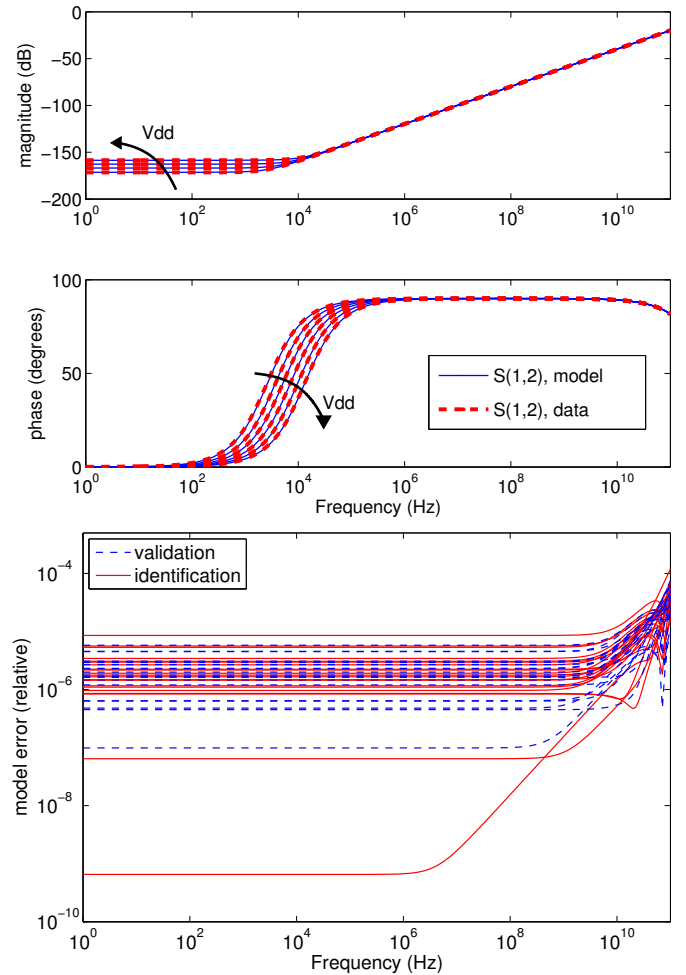 0
−50
−100
−150
−200
magnitude (dB)
Vdd
10^0
10^2
10^4
10^6
10^8
10^10
100
50
0
phase (degrees)
Vdd
S(1,2), model
S(1,2), data
10^0
10^2
10^4
10^6
10^8
10^10
Frequency (Hz)
validation
identification
10^−4
10^−6
10^−8
10^−10
model error (relative)
10^0
10^2
10^4
10^6
10^8
10^10
Frequency (Hz)